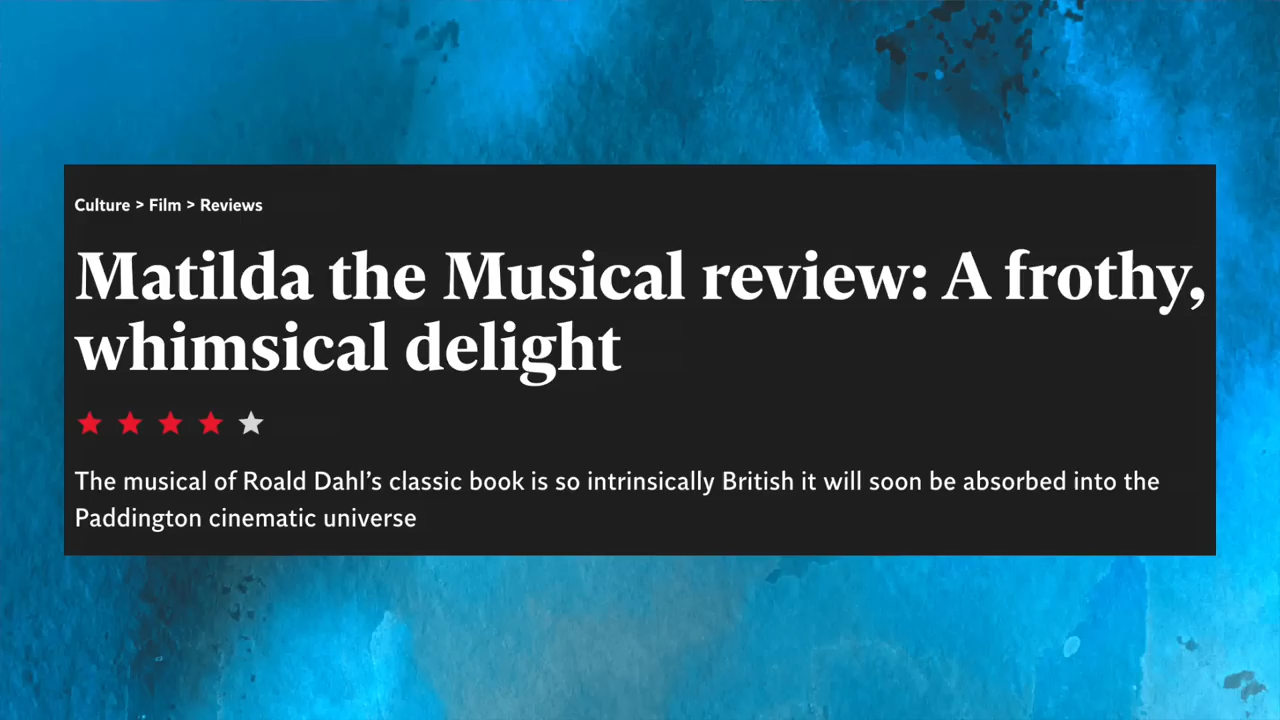 Culture > Film > Reviews
Matilda the Musical review: A frothy,
whimsical delight
The musical of Roald Dahl’s classic book is so intrinsically British it will soon be absorbed into the
Paddington cinematic universe